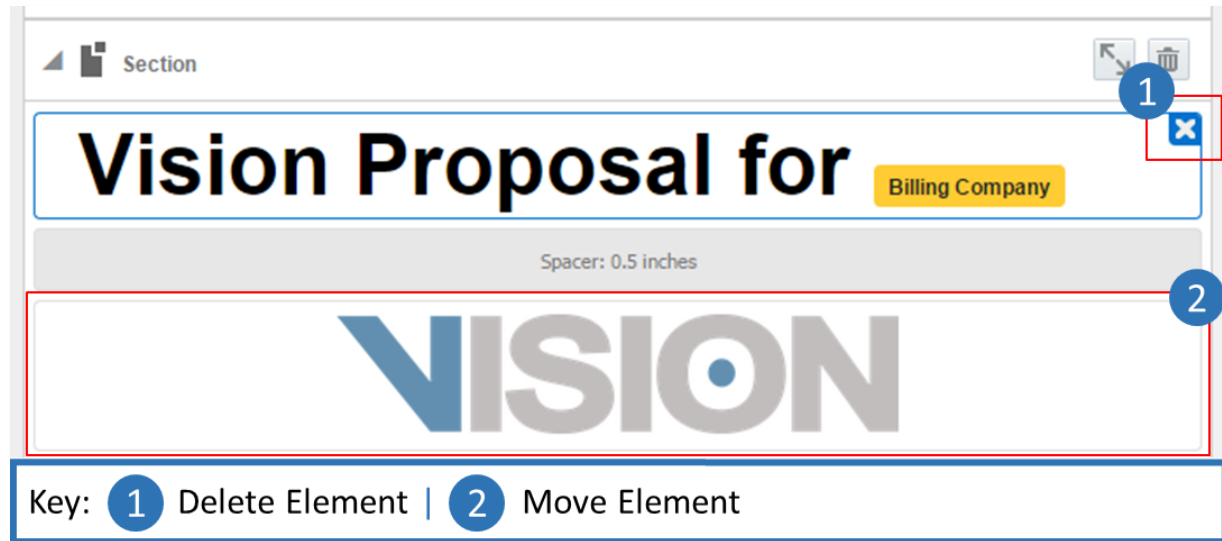 Section
1
Vision Proposal for Billing Company
Spacer: 0.5 inches
2
VISION
Key: 1 Delete Element | 2 Move Element